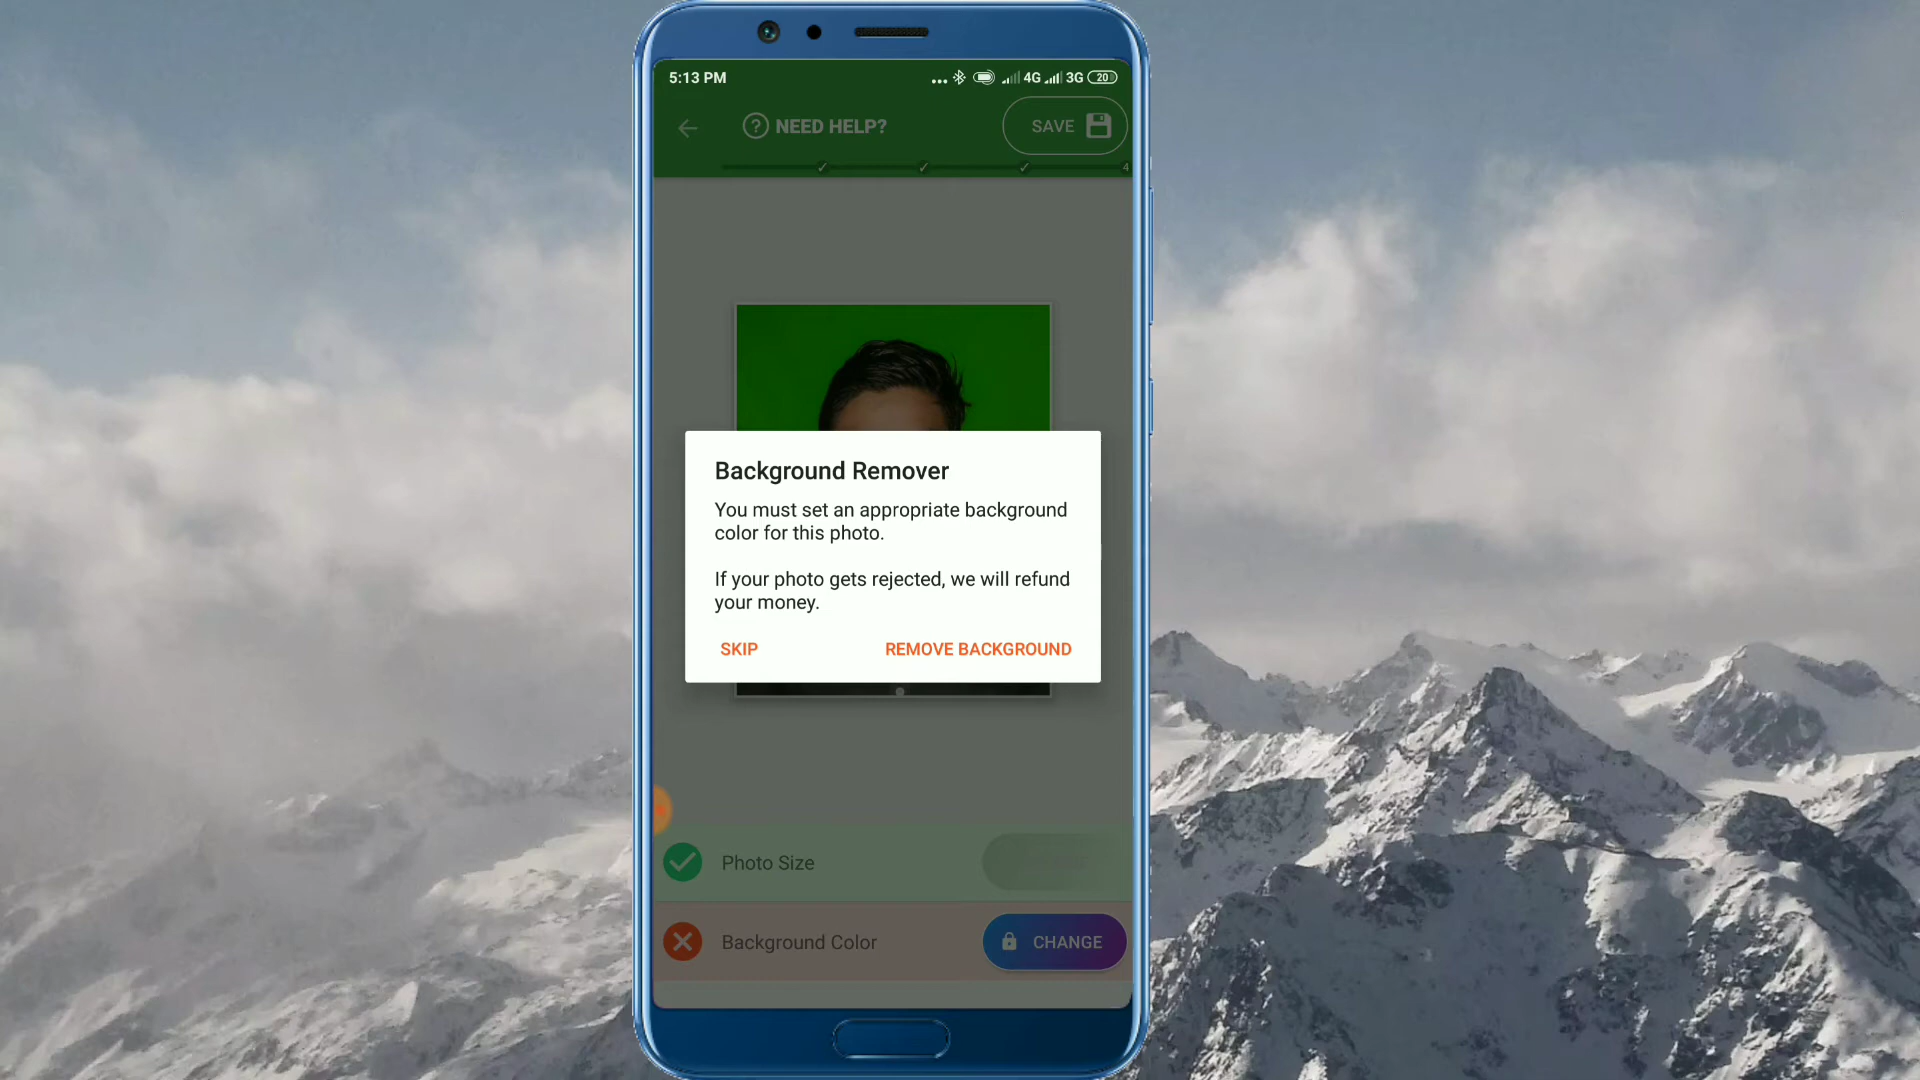 5:13 PM
4G 3G 20
NEED HELP?
SAVE
4
Background Remover
You must set an appropriate background
color for this photo.
If your photo gets rejected, we will refund
your money.
SKIP
REMOVE BACKGROUND
Photo Size
Background Color
CHANGE